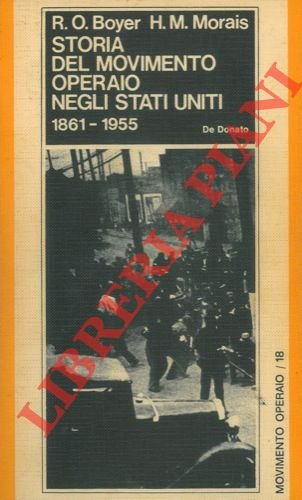 R. O. Boyer H. M. Morais
STORIA
DEL MOVIMENTO
OPERAIO
NEGLI STATI UNITI
1861-1955
De Donato
LIBRERIA PIANI
MOVIMENTO OPERAIO / 18